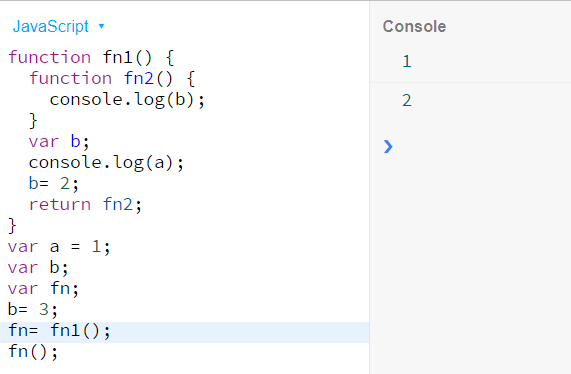 JavaScript ▾
function fn1() {
  function fn2() {
    console.log(b);
  }
  var b;
  console.log(a);
  b= 2;
  return fn2;
}
var a = 1;
var b;
var fn;
b= 3;
fn= fn1();
fn();
Console
1
2
❯